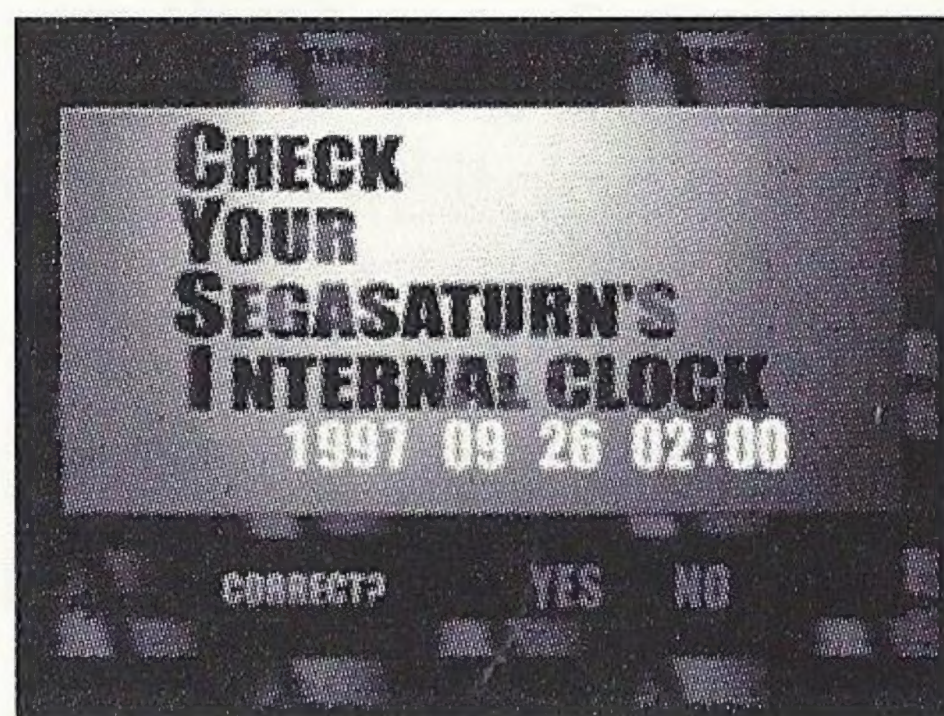 CHECK
YOUR
SEGASATURN'S
INTERNAL CLOCK
1997 09 26 02:00
CORRECT? YES NO